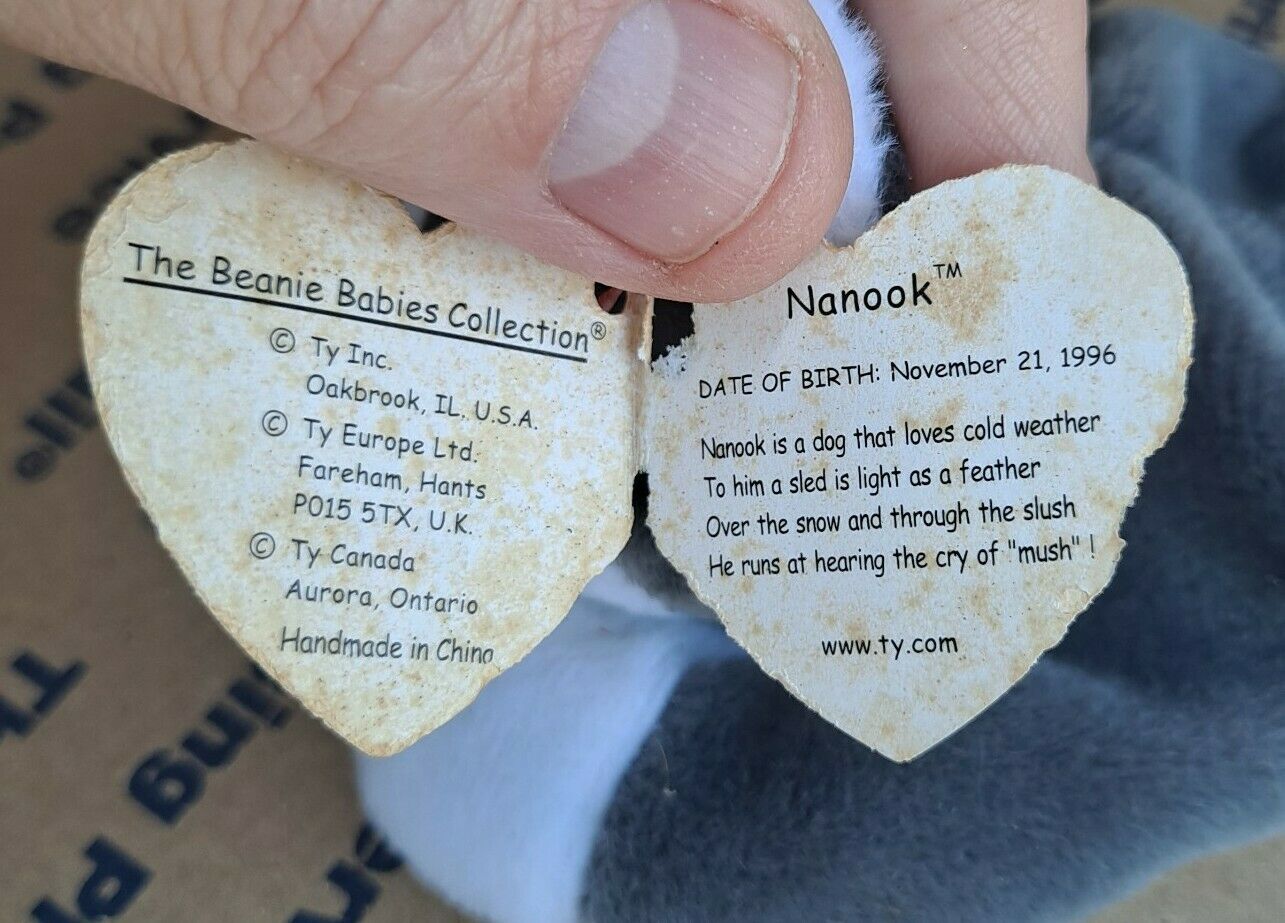 The Beanie Babies Collection®
© Ty Inc.
Oakbrook, IL. U.S.A.
© Ty Europe Ltd.
Fareham, Hants
PO15 5TX, U.K.
© Ty Canada
Aurora, Ontario
Handmade in China
Nanook™
DATE OF BIRTH: November 21, 1996
Nanook is a dog that loves cold weather
To him a sled is light as a feather
Over the snow and through the slush
He runs at hearing the cry of "mush" !
www.ty.com